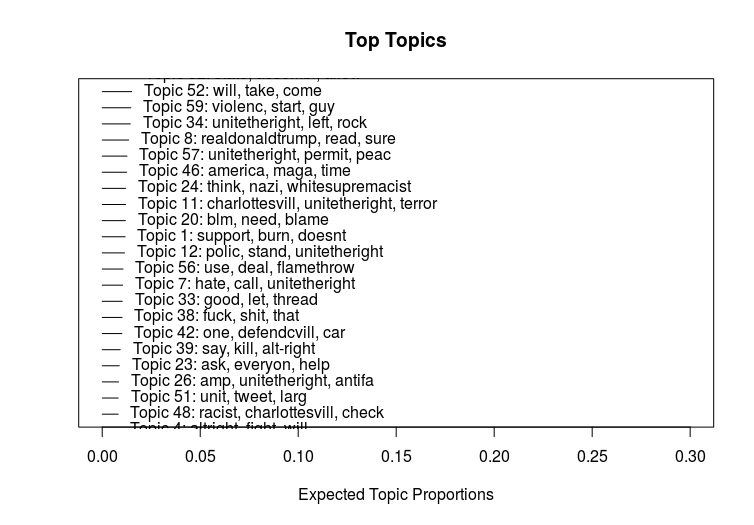 Top Topics
Topic 52: will, take, come
Topic 59: violenc, start, guy
Topic 34: unitetheright, left, rock
Topic 8: realdonaldtrump, read, sure
Topic 57: unitetheright, permit, peac
Topic 46: america, maga, time
Topic 24: think, nazi, whitesupremacist
Topic 11: charlottesvill, unitetheright, terror
Topic 20: blm, need, blame
Topic 1: support, burn, doesnt
Topic 12: polic, stand, unitetheright
Topic 56: use, deal, flamethrow
Topic 7: hate, call, unitetheright
Topic 33: good, let, thread
Topic 38: fuck, shit, that
Topic 42: one, defendcvill, car
Topic 39: say, kill, alt-right
Topic 23: ask, everyon, help
Topic 26: amp, unitetheright, antifa
Topic 51: unit, tweet, larg
Topic 48: racist, charlottesvill, check
Topic 4: altright, fight, will
0.00 0.05 0.10 0.15 0.20 0.25 0.30
Expected Topic Proportions